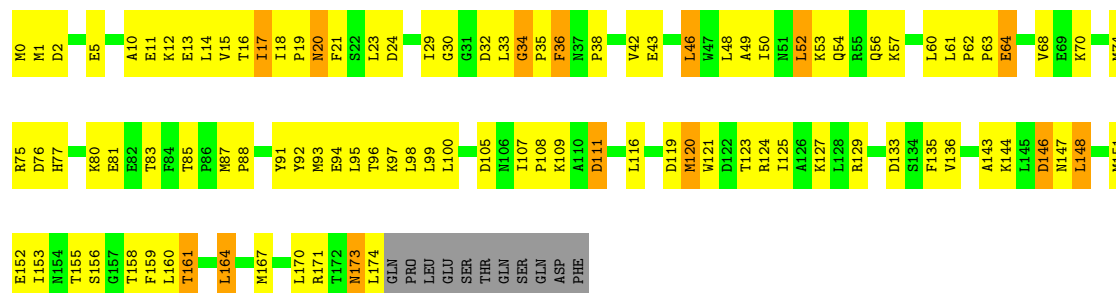 M0 M1 D2 E5 A10 E11 K12 E13 L14 V15 T16 I17 I18 P19 N20 F21 S22 L23 D24 I29 G30 G31 D32 L33 G34 P35 F36 N37 P38 V42 E43 L46 W47 L48 A49 I50 N51 L52 K53 Q54 R55 Q56 K57 L60 L61 P62 P63 E64 V68 E69 K70 M74
R75 D76 H77 K80 E81 E82 T83 F84 T85 P86 M87 P88 Y91 Y92 M93 E94 L95 T96 K97 L98 L99 L100 D105 N106 I107 P108 K109 A110 D111 L116 D119 M120 W121 D122 T123 R124 I125 A126 K127 L128 R129 D133 S134 F135 V136 A143 K144 L145 D146 N147 L148 M151
E152 I153 N154 T155 S156 G157 T158 F159 L160 T161 L164 M167 L170 R171 T172 N173 L174 GLN PRO LEU GLU SER THR GLN SER GLN ASP PHE